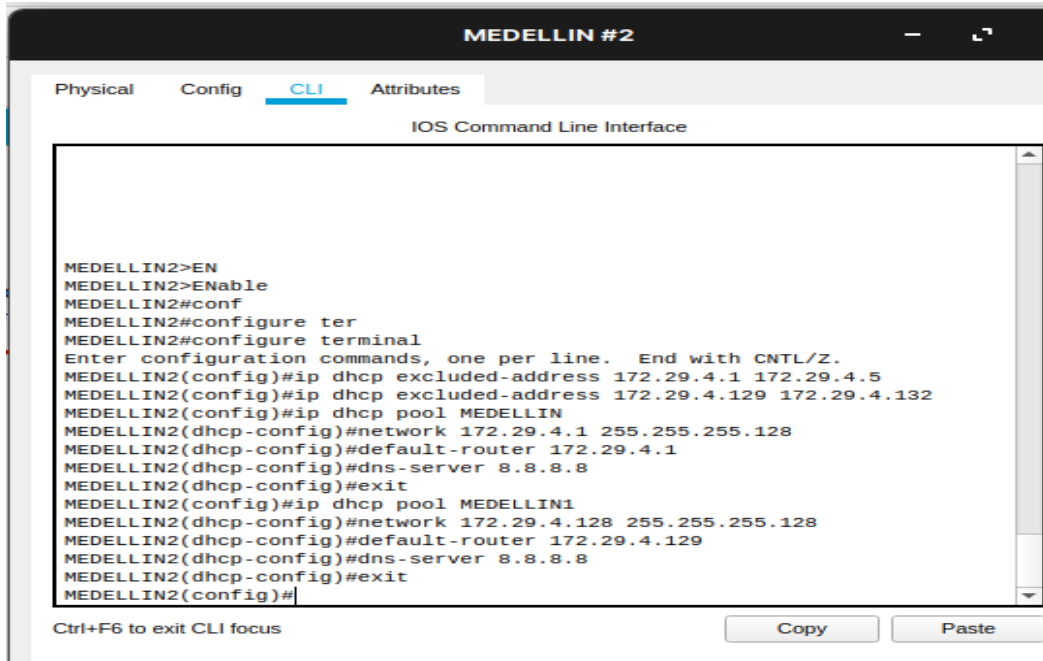 MEDELLIN #2
Physical Config CLI Attributes
IOS Command Line Interface
MEDELLIN2>EN
MEDELLIN2>ENable
MEDELLIN2#conf
MEDELLIN2#configure ter
MEDELLIN2#configure terminal
Enter configuration commands, one per line.  End with CNTL/Z.
MEDELLIN2(config)#ip dhcp excluded-address 172.29.4.1 172.29.4.5
MEDELLIN2(config)#ip dhcp excluded-address 172.29.4.129 172.29.4.132
MEDELLIN2(config)#ip dhcp pool MEDELLIN
MEDELLIN2(dhcp-config)#network 172.29.4.1 255.255.255.128
MEDELLIN2(dhcp-config)#default-router 172.29.4.1
MEDELLIN2(dhcp-config)#dns-server 8.8.8.8
MEDELLIN2(dhcp-config)#exit
MEDELLIN2(config)#ip dhcp pool MEDELLIN1
MEDELLIN2(dhcp-config)#network 172.29.4.128 255.255.255.128
MEDELLIN2(dhcp-config)#default-router 172.29.4.129
MEDELLIN2(dhcp-config)#dns-server 8.8.8.8
MEDELLIN2(dhcp-config)#exit
MEDELLIN2(config)#
Ctrl+F6 to exit CLI focus Copy Paste